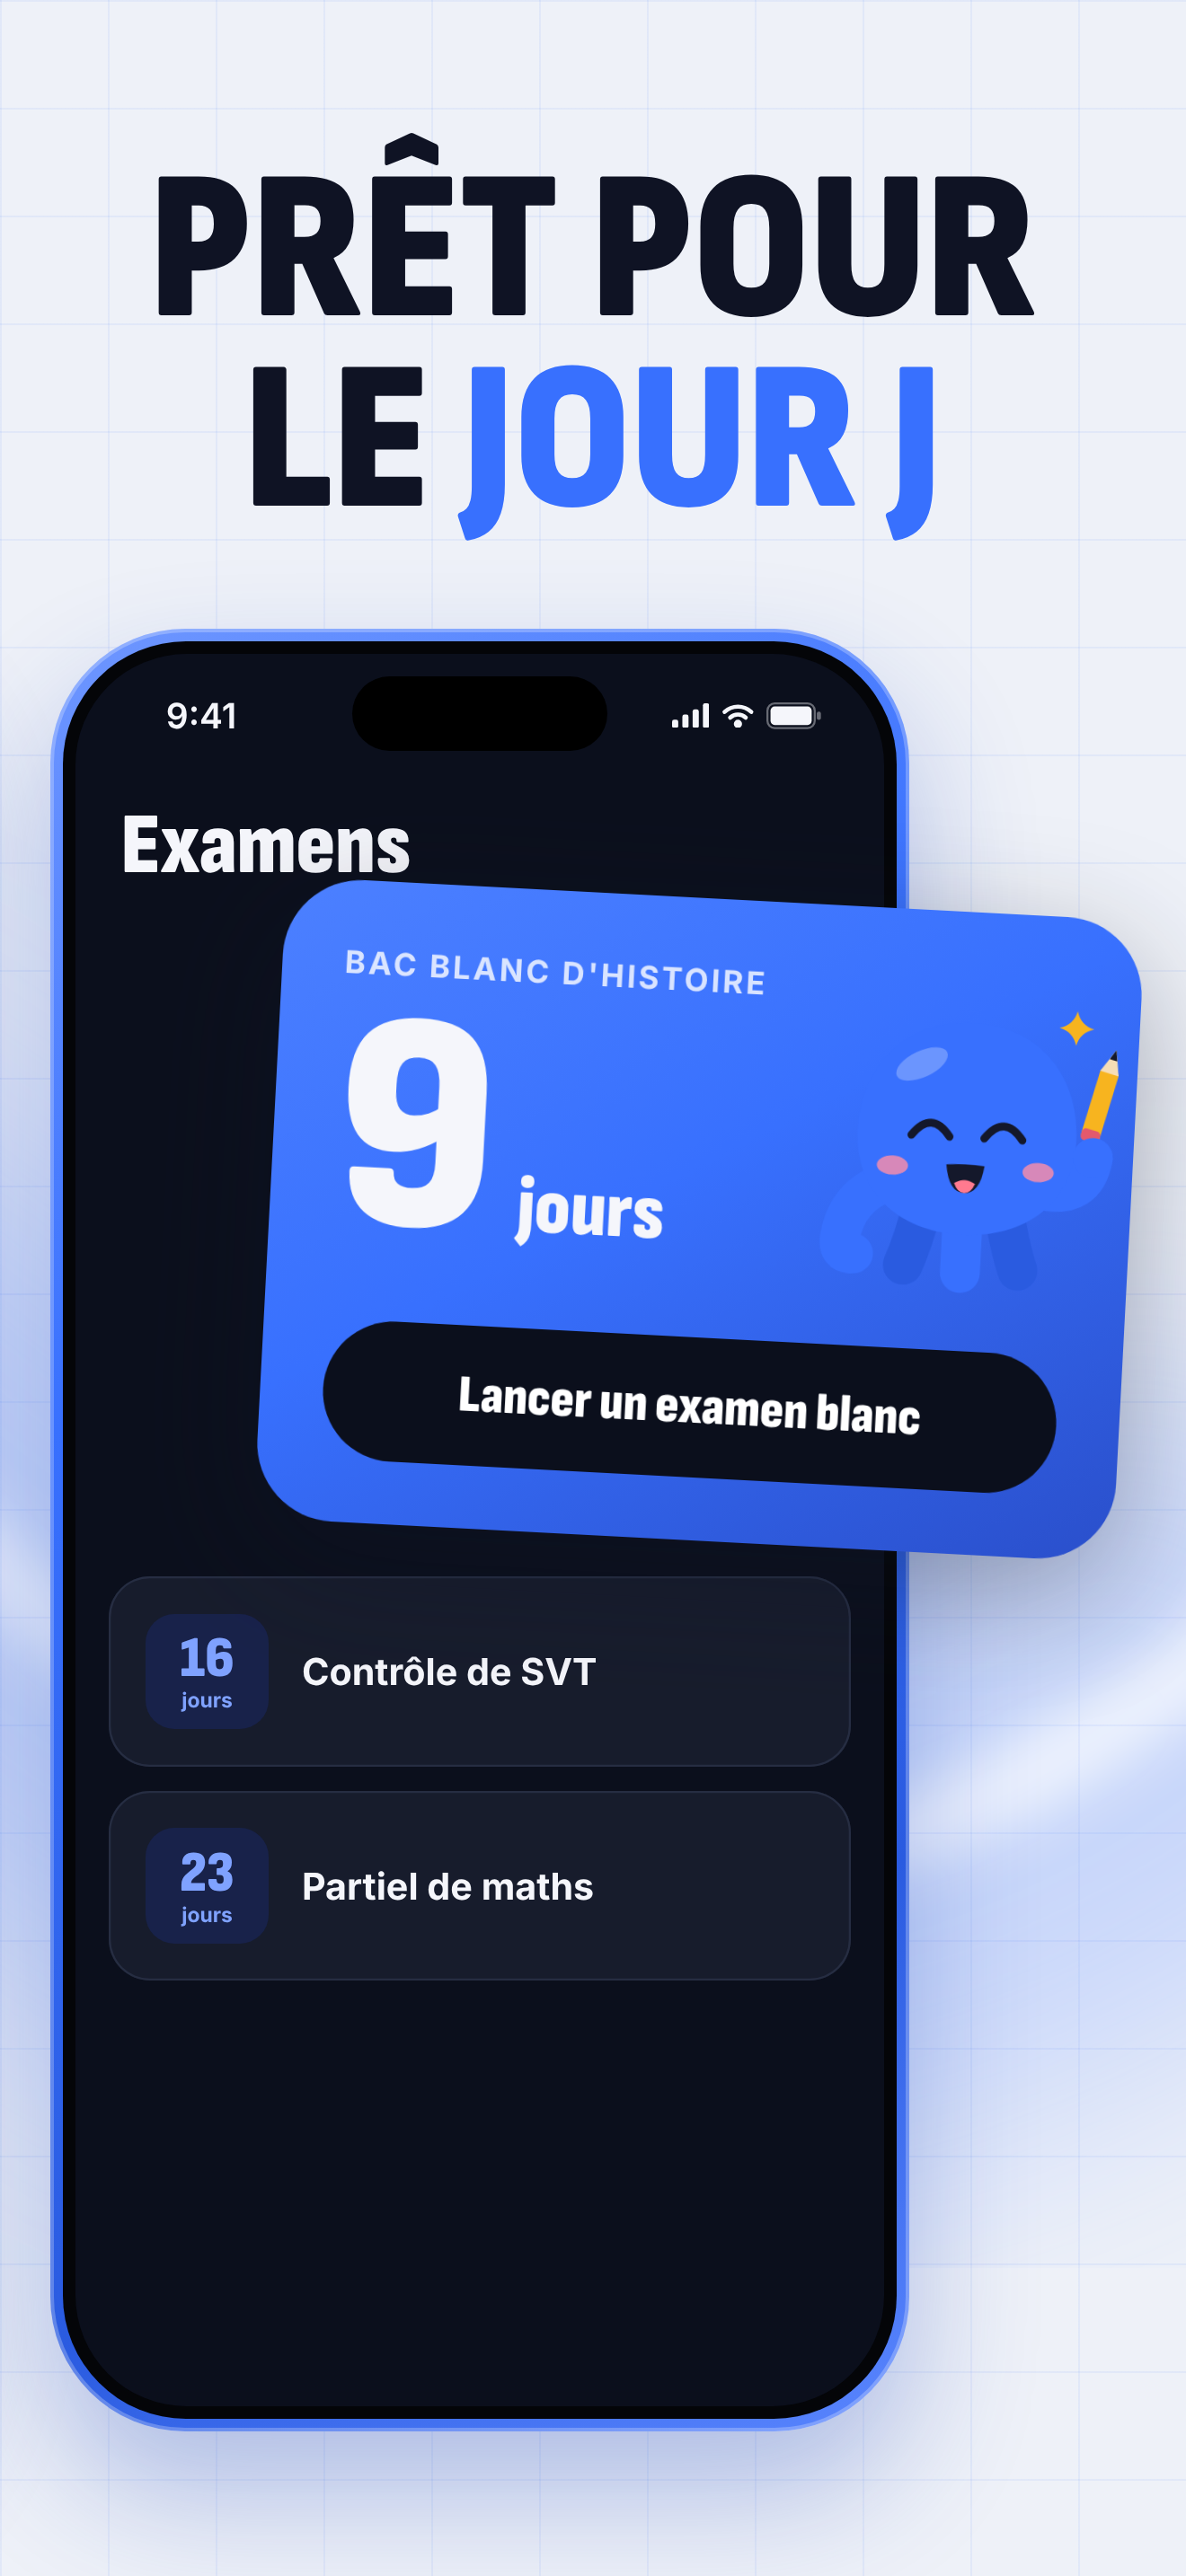 PRÊT POUR
LE JOUR J
9:41
Examens
BAC BLANC D'HISTOIRE
9 jours
Lancer un examen blanc
16
jours
Contrôle de SVT
23
jours
Partiel de maths